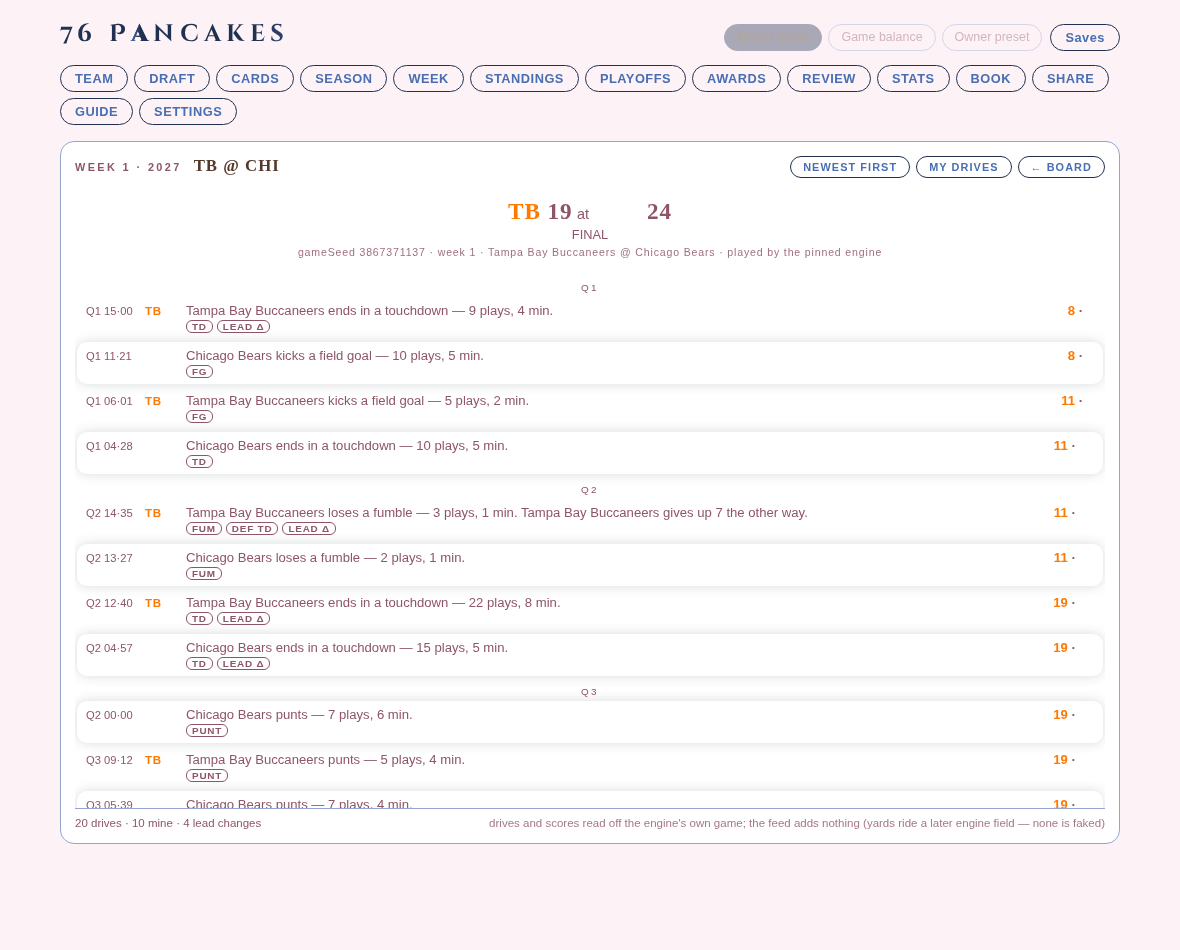 76 PANCAKES
Game balance
Owner preset
Saves
TEAM
DRAFT
CARDS
SEASON
WEEK
STANDINGS
PLAYOFFS
AWARDS
REVIEW
STATS
BOOK
SHARE
GUIDE
SETTINGS
WEEK 1 · 2027 TB @ CHI
NEWEST FIRST
MY DRIVES
← BOARD
TB 19 at 24
FINAL
gameSeed 3867371137 · week 1 · Tampa Bay Buccaneers @ Chicago Bears · played by the pinned engine
Q1
Q1 15·00 TB Tampa Bay Buccaneers ends in a touchdown — 9 plays, 4 min. 8 ·
TD LEAD Δ
Q1 11·21 Chicago Bears kicks a field goal — 10 plays, 5 min. 8 ·
FG
Q1 06·01 TB Tampa Bay Buccaneers kicks a field goal — 5 plays, 2 min. 11 ·
FG
Q1 04·28 Chicago Bears ends in a touchdown — 10 plays, 5 min. 11 ·
TD
Q2
Q2 14·35 TB Tampa Bay Buccaneers loses a fumble — 3 plays, 1 min. Tampa Bay Buccaneers gives up 7 the other way. 11 ·
FUM DEF TD LEAD Δ
Q2 13·27 Chicago Bears loses a fumble — 2 plays, 1 min. 11 ·
FUM
Q2 12·40 TB Tampa Bay Buccaneers ends in a touchdown — 22 plays, 8 min. 19 ·
TD LEAD Δ
Q2 04·57 Chicago Bears ends in a touchdown — 15 plays, 5 min. 19 ·
TD LEAD Δ
Q3
Q2 00·00 Chicago Bears punts — 7 plays, 6 min. 19 ·
PUNT
Q3 09·12 TB Tampa Bay Buccaneers punts — 5 plays, 4 min. 19 ·
PUNT
Q3 05·39 Chicago Bears punts — 7 plays, 4 min. 19 ·
20 drives · 10 mine · 4 lead changes
drives and scores read off the engine's own game; the feed adds nothing (yards ride a later engine field — none is faked)